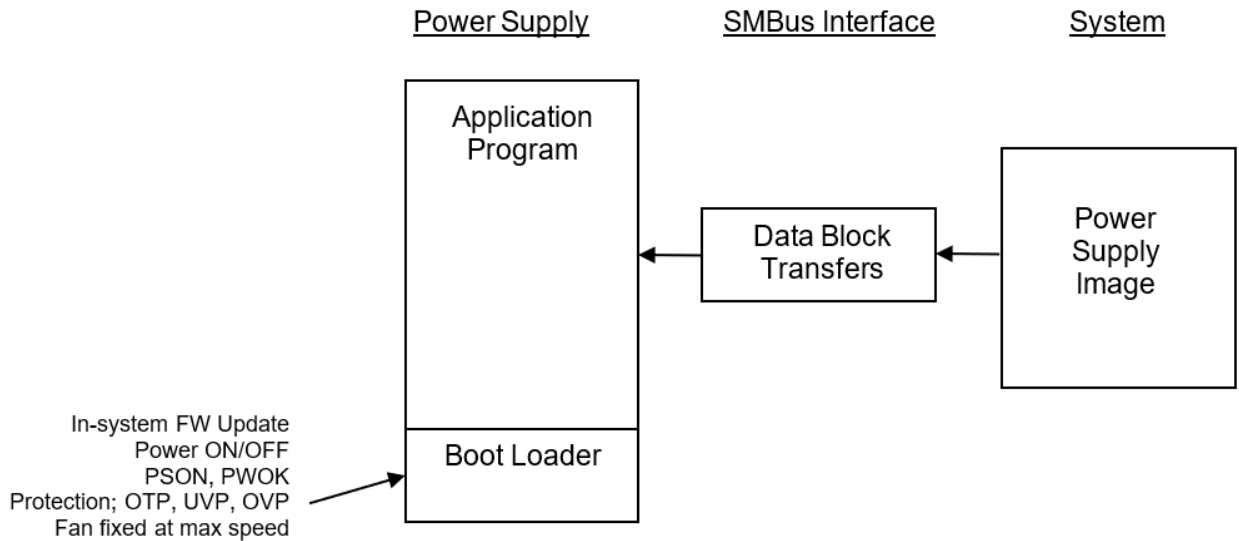 Power Supply
SMBus Interface
System
Application
Program
Data Block
Transfers
Power
Supply
Image
In-system FW Update
Power ON/OFF
PSON, PWOK
Protection; OTP, UVP, OVP
Fan fixed at max speed
Boot Loader